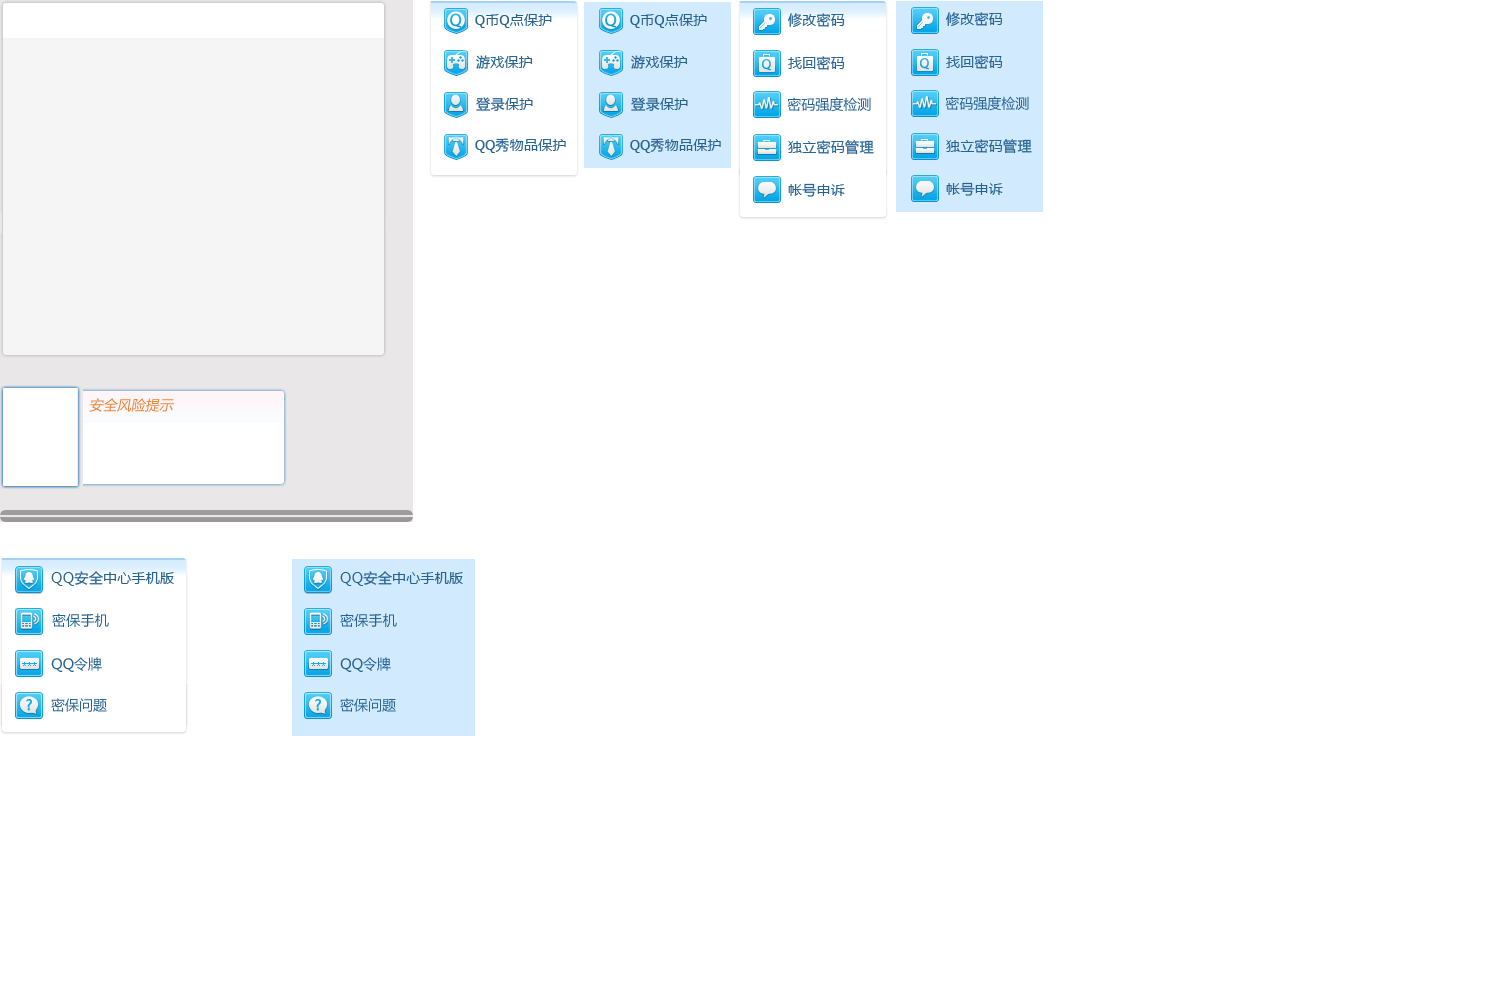 Q币Q点保护
游戏保护
登录保护
QQ秀物品保护
Q币Q点保护
游戏保护
登录保护
QQ秀物品保护
修改密码
找回密码
密码强度检测
独立密码管理
帐号申诉
修改密码
找回密码
密码强度检测
独立密码管理
帐号申诉
安全风险提示
QQ安全中心手机版
密保手机
QQ令牌
密保问题
QQ安全中心手机版
密保手机
QQ令牌
密保问题